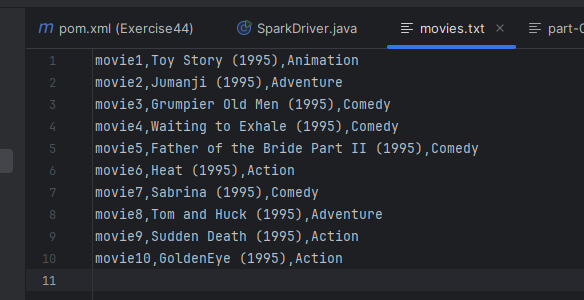 pom.xml (Exercise44) SparkDriver.java movies.txt part-
1 movie1,Toy Story (1995),Animation
2 movie2,Jumanji (1995),Adventure
3 movie3,Grumpier Old Men (1995),Comedy
4 movie4,Waiting to Exhale (1995),Comedy
5 movie5,Father of the Bride Part II (1995),Comedy
6 movie6,Heat (1995),Action
7 movie7,Sabrina (1995),Comedy
8 movie8,Tom and Huck (1995),Adventure
9 movie9,Sudden Death (1995),Action
10 movie10,GoldenEye (1995),Action
11